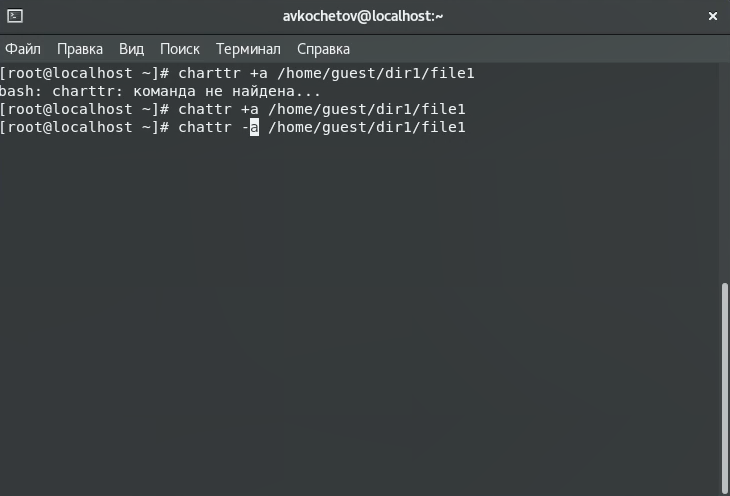 avkochetov@localhost:~
Файл Правка Вид Поиск Терминал Справка
[root@localhost ~]# charttr +a /home/guest/dir1/file1
bash: charttr: команда не найдена...
[root@localhost ~]# chattr +a /home/guest/dir1/file1
[root@localhost ~]# chattr -a /home/guest/dir1/file1